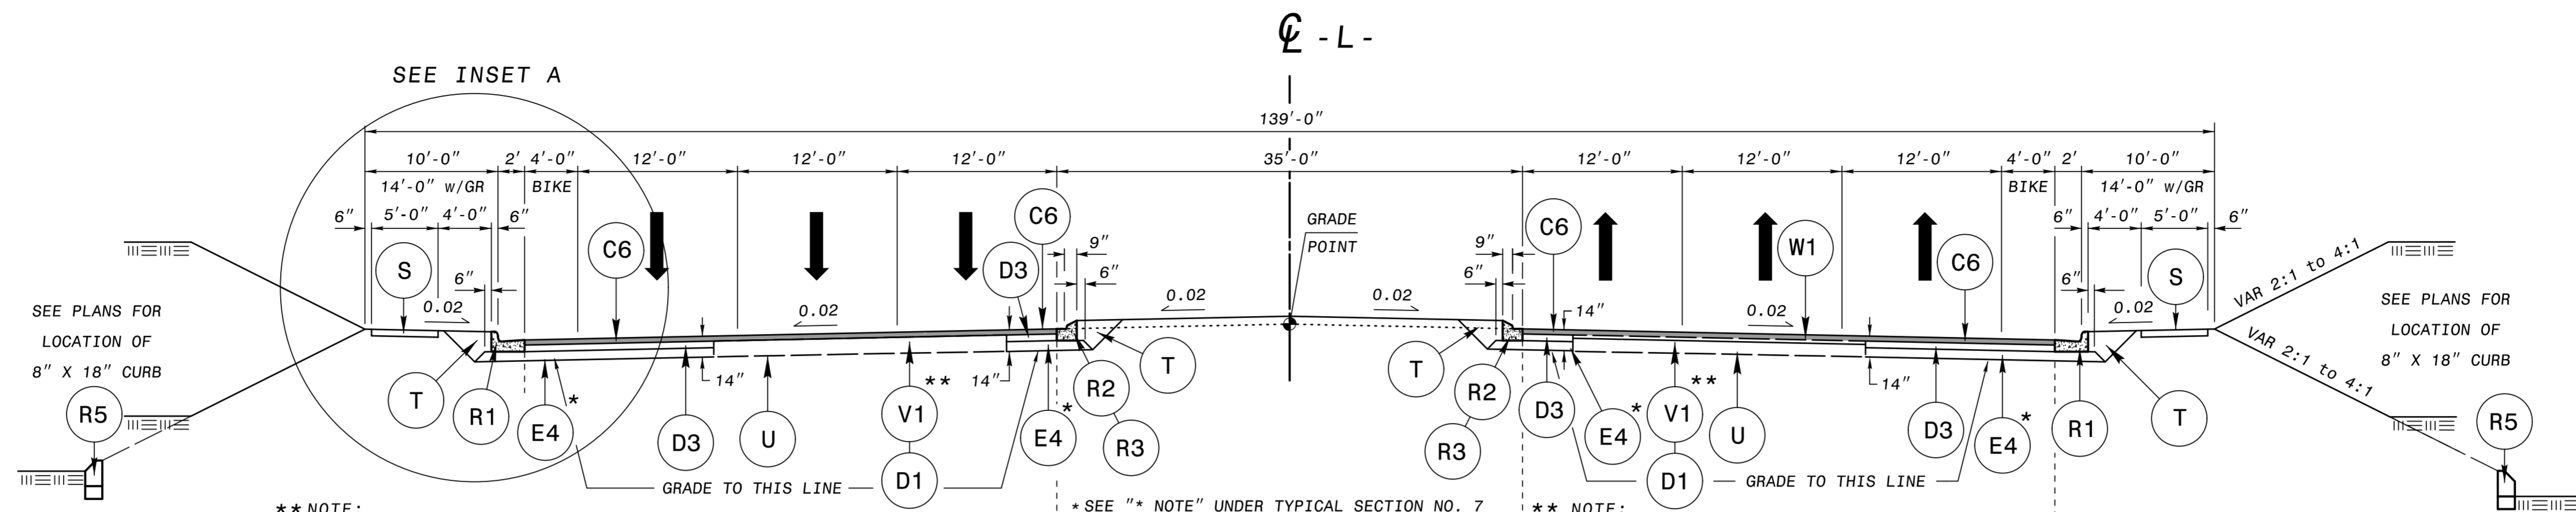 ℄ -L-
SEE INSET A
139'-0"
10'-0" 2' 4'-0" 12'-0" 12'-0" 12'-0" 35'-0" 12'-0" 12'-0" 12'-0" 4'-0" 2' 10'-0"
14'-0" w/GR BIKE BIKE 14'-0" w/GR
6" 5'-0" 4'-0" 6" 6" 4'-0" 5'-0" 6"
C6 C6 GRADE C6
POINT
S 6" C6 D3 9" 9" W1 C6 6" S
0.02 0.02 6" 0.02 0.02 6" 14" 0.02 0.02
VAR 2:1 to 4:1
VAR 2:1 to 4:1
SEE PLANS FOR
LOCATION OF
8" X 18" CURB
SEE PLANS FOR
LOCATION OF
8" X 18" CURB
14" ** 14" ** 14"
R5 T R1 E4 * D3 U V1 D1 E4 * R2 R3 T
T R2 R3 D3 E4 * V1 D1 U D3 E4 * R1 T R5
GRADE TO THIS LINE
GRADE TO THIS LINE
** NOTE:
* SEE "* NOTE" UNDER TYPICAL SECTION NO. 7
** NOTE: